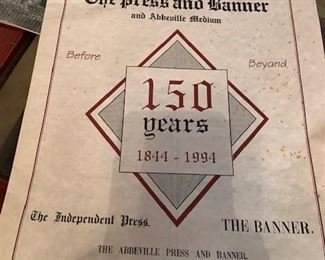 The Press and Banner
and Abbeville Medium
Before
Beyond
150
years
1844 - 1994
The Independent Press.
THE BANNER.
THE ABBEVILLE PRESS AND BANNER.